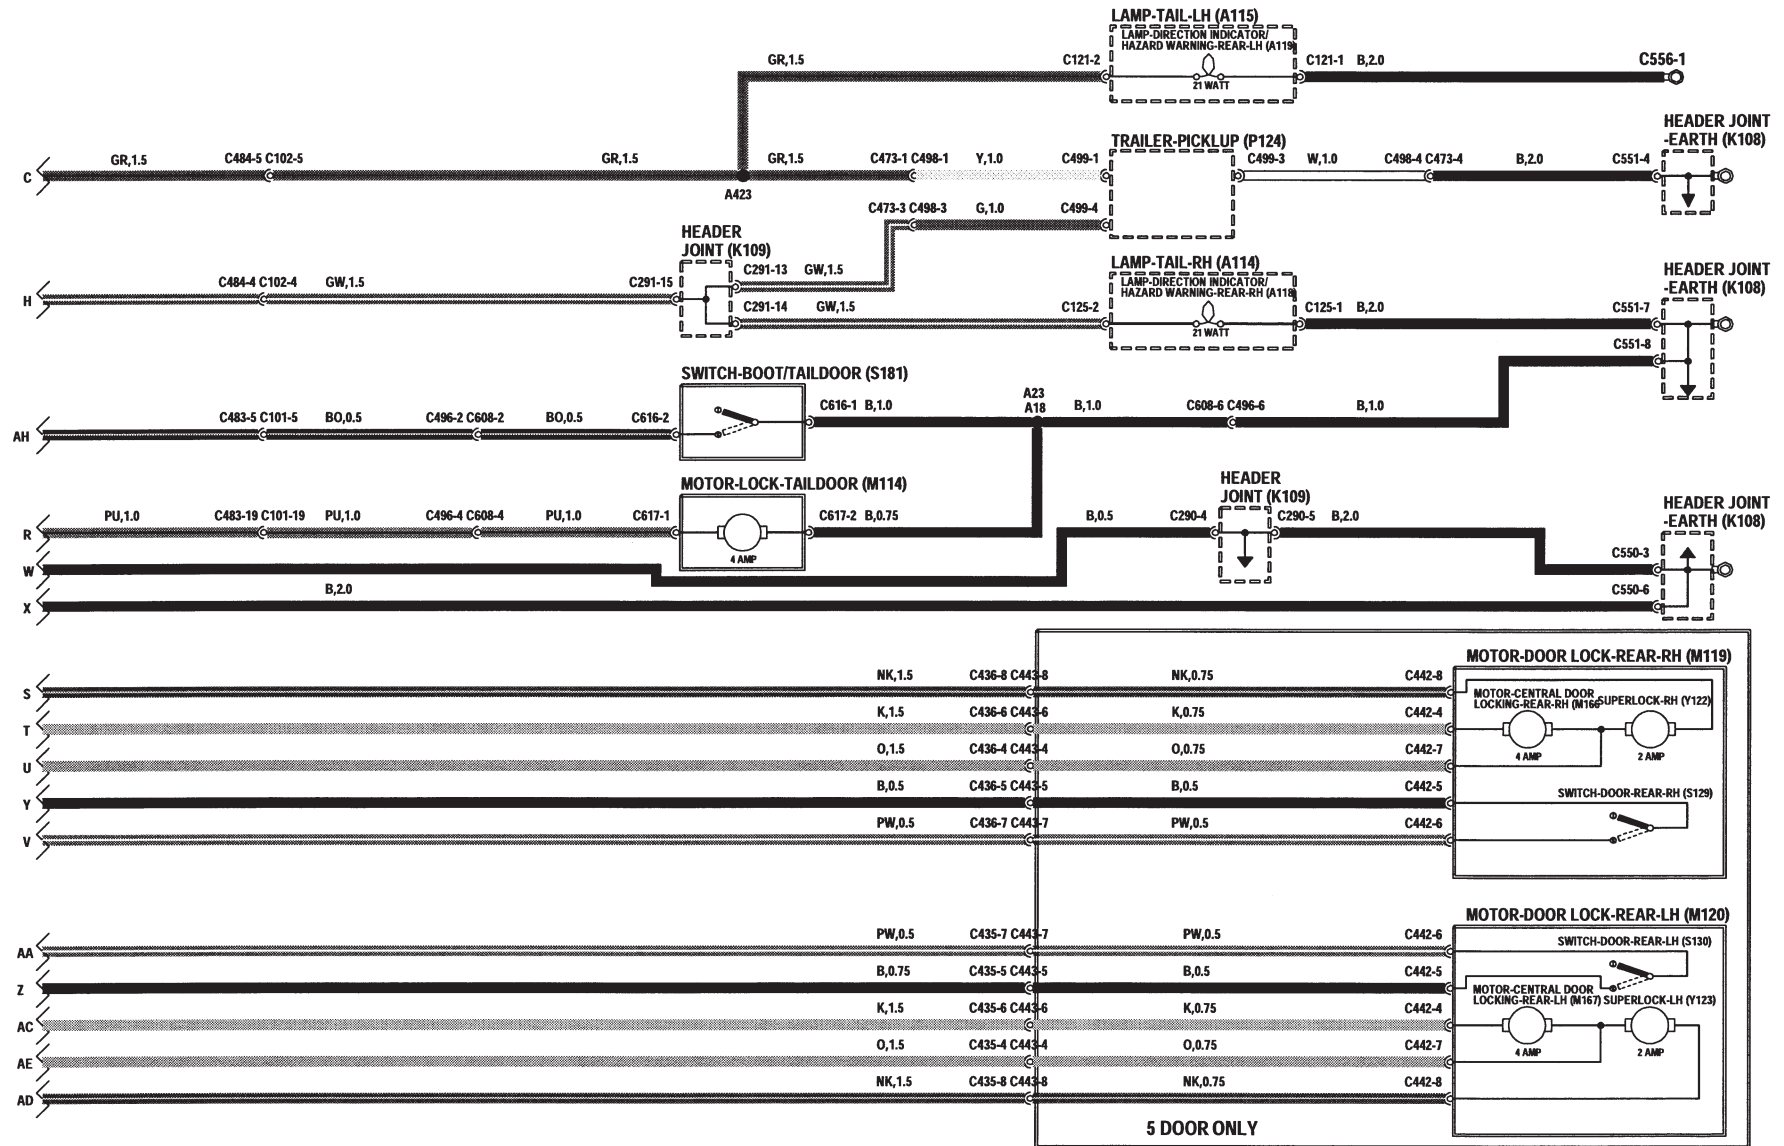 LAMP-TAIL-LH (A115)
LAMP-DIRECTION INDICATOR/
HAZARD WARNING-REAR-LH (A119)
GR,1.5 C121-2 C121-1 B,2.0 C556-1
21 WATT
HEADER JOINT
-EARTH (K108)
TRAILER-PICKLUP (P124)
C GR,1.5 C484-5 C102-5 GR,1.5 GR,1.5 C473-1 C498-1 Y,1.0 C499-1 C499-3 W,1.0 C498-4 C473-4 B,2.0 C551-4
A423
C473-3 C498-3 G,1.0 C499-4
HEADER
JOINT (K109)
LAMP-TAIL-RH (A114)
HEADER JOINT
-EARTH (K108)
C291-13 GW,1.5
LAMP-DIRECTION INDICATOR/
HAZARD WARNING-REAR-RH (A118)
H C484-4 C102-4 GW,1.5 C291-15
C291-14 GW,1.5 C125-2 C125-1 B,2.0 C551-7
21 WATT
C551-8
SWITCH-BOOT/TAILDOOR (S181)
A23
A18
AH C483-5 C101-5 BO,0.5 C496-2 C608-2 BO,0.5 C616-2 C616-1 B,1.0 B,1.0 C608-6 C496-6 B,1.0
MOTOR-LOCK-TAILDOOR (M114)
HEADER
JOINT (K109)
HEADER JOINT
-EARTH (K108)
R PU,1.0 C483-19 C101-19 PU,1.0 C496-4 C608-4 PU,1.0 C617-1 C617-2 B,0.75 B,0.5 C290-4 C290-5 B,2.0
4 AMP
C550-3
W
B,2.0 C550-6
X
MOTOR-DOOR LOCK-REAR-RH (M119)
S NK,1.5 C436-8 C443-8 NK,0.75 C442-8
MOTOR-CENTRAL DOOR
LOCKING-REAR-RH (M166 SUPERLOCK-RH (Y122)
T K,1.5 C436-6 C443-6 K,0.75 C442-4
4 AMP 2 AMP
U O,1.5 C436-4 C443-4 O,0.75 C442-7
Y B,0.5 C436-5 C443-5 B,0.5 C442-5
SWITCH-DOOR-REAR-RH (S129)
V PW,0.5 C436-7 C443-7 PW,0.5 C442-6
MOTOR-DOOR LOCK-REAR-LH (M120)
AA PW,0.5 C435-7 C443-7 PW,0.5 C442-6
SWITCH-DOOR-REAR-LH (S130)
Z B,0.75 C435-5 C443-5 B,0.5 C442-5
MOTOR-CENTRAL DOOR
LOCKING-REAR-LH (M167) SUPERLOCK-LH (Y123)
AC K,1.5 C435-6 C443-6 K,0.75 C442-4
4 AMP 2 AMP
AE O,1.5 C435-4 C443-4 O,0.75 C442-7
AD NK,1.5 C435-8 C443-8 NK,0.75 C442-8
5 DOOR ONLY